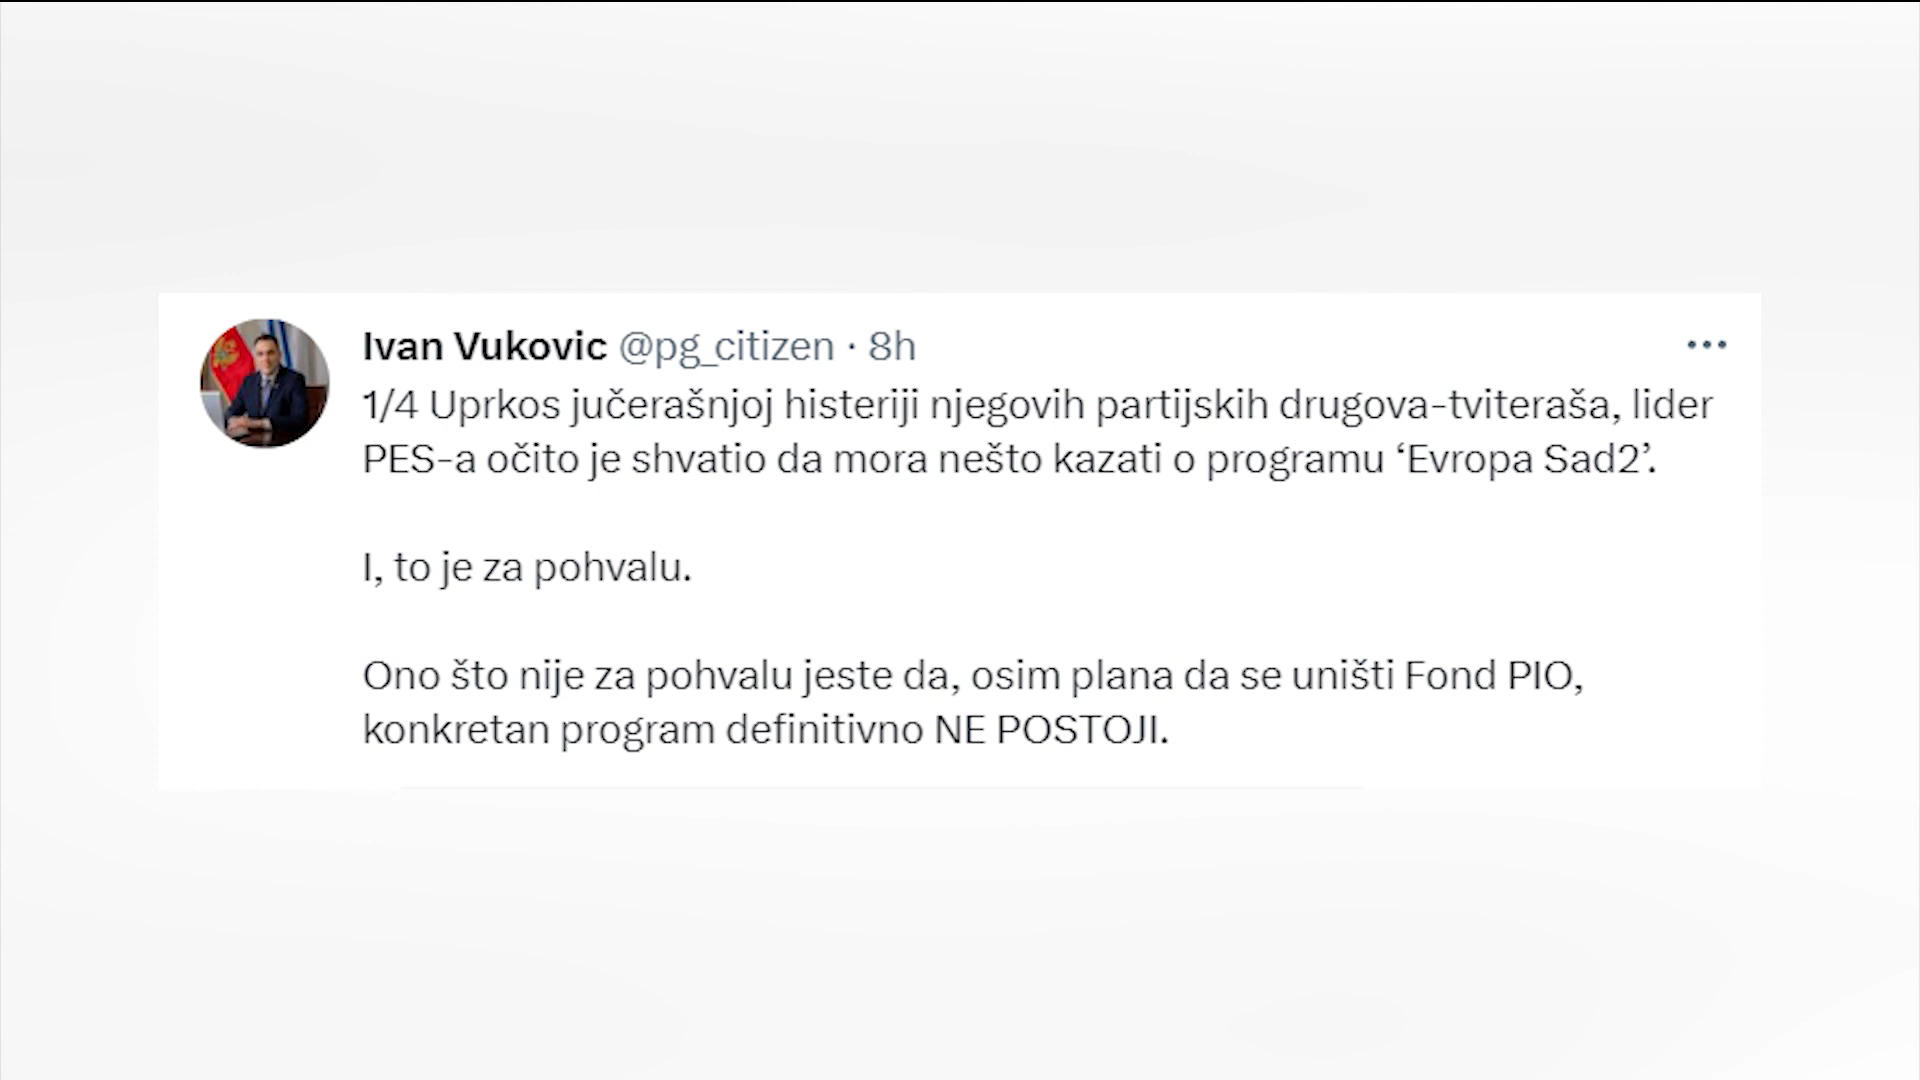 Ivan Vukovic @pg_citizen · 8h
1/4 Uprkos jučerašnjoj histeriji njegovih partijskih drugova-tviteraša, lider
PES-a očito je shvatio da mora nešto kazati o programu ‘Evropa Sad2’.
I, to je za pohvalu.
Ono što nije za pohvalu jeste da, osim plana da se uništi Fond PIO,
konkretan program definitivno NE POSTOJI.